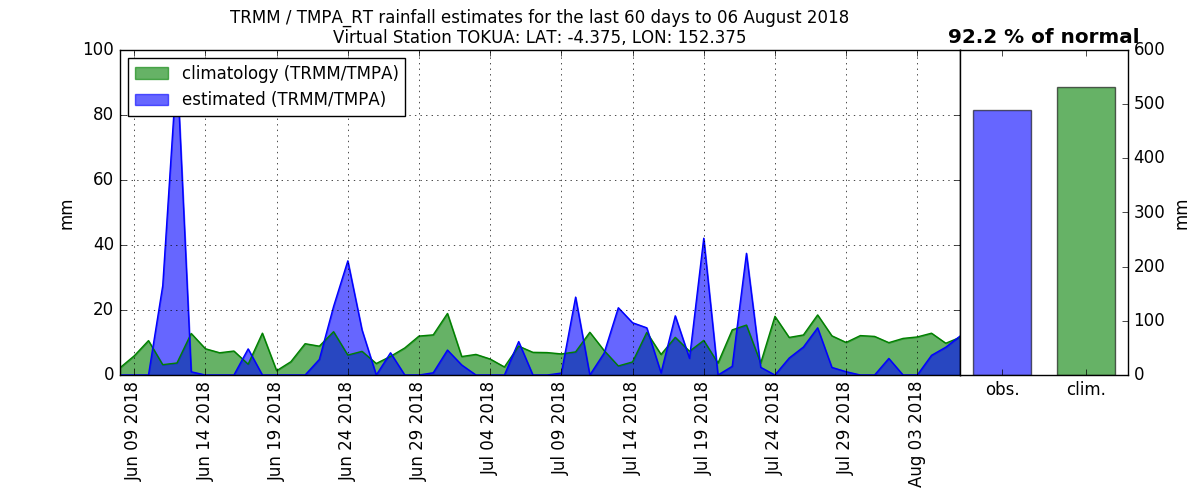 TRMM / TMPA_RT rainfall estimates for the last 60 days to 06 August 2018
Virtual Station TOKUA: LAT: -4.375, LON: 152.375
92.2 % of normal
climatology (TRMM/TMPA)
estimated (TRMM/TMPA)
100
80
60
40
20
0
mm
Jun 09 2018
Jun 14 2018
Jun 19 2018
Jun 24 2018
Jun 29 2018
Jul 04 2018
Jul 09 2018
Jul 14 2018
Jul 19 2018
Jul 24 2018
Jul 29 2018
Aug 03 2018
obs.
clim.
600
500
400
300
200
100
0
mm